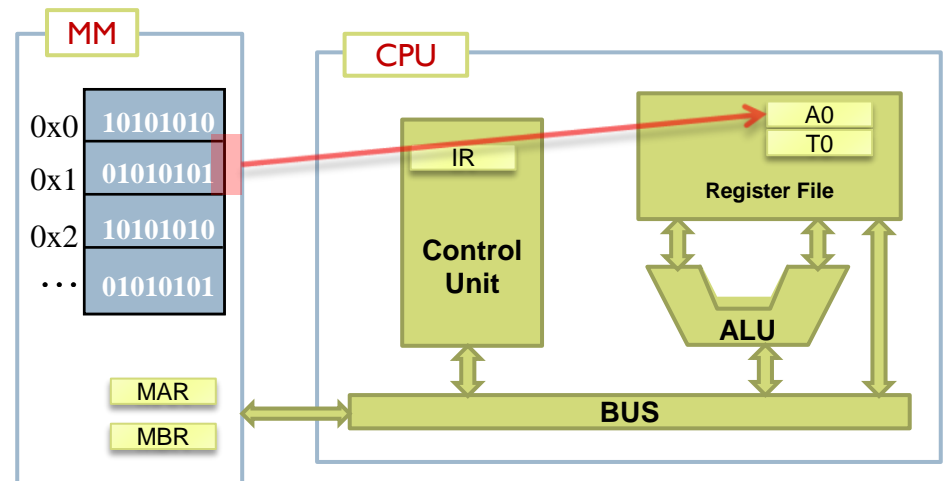 MM
0x0 10101010
0x1 01010101
0x2 10101010
... 01010101
MAR
MBR
CPU
IR
Control
Unit
A0
T0
Register File
ALU
BUS